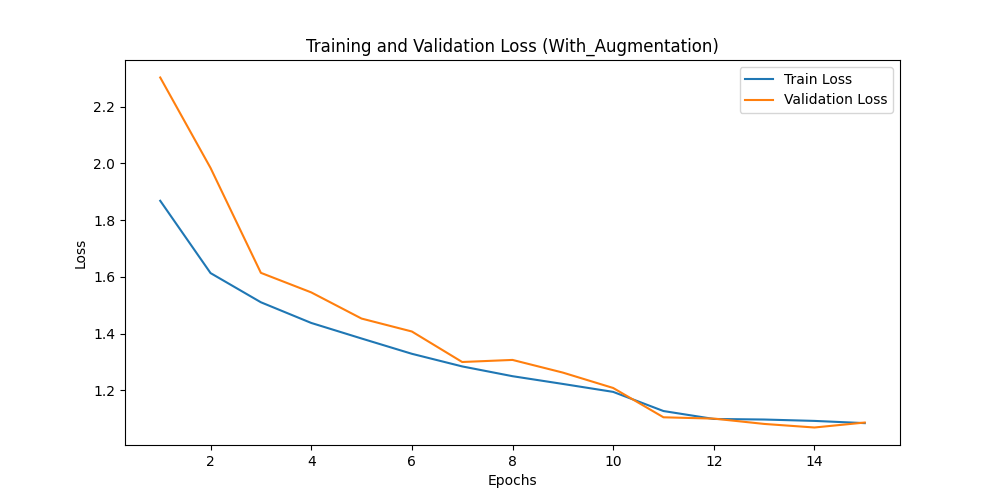 Training and Validation Loss (With_Augmentation)
Train Loss
Validation Loss
2.2
2.0
1.8
1.6
1.4
1.2
Loss
2
4
6
8
10
12
14
Epochs